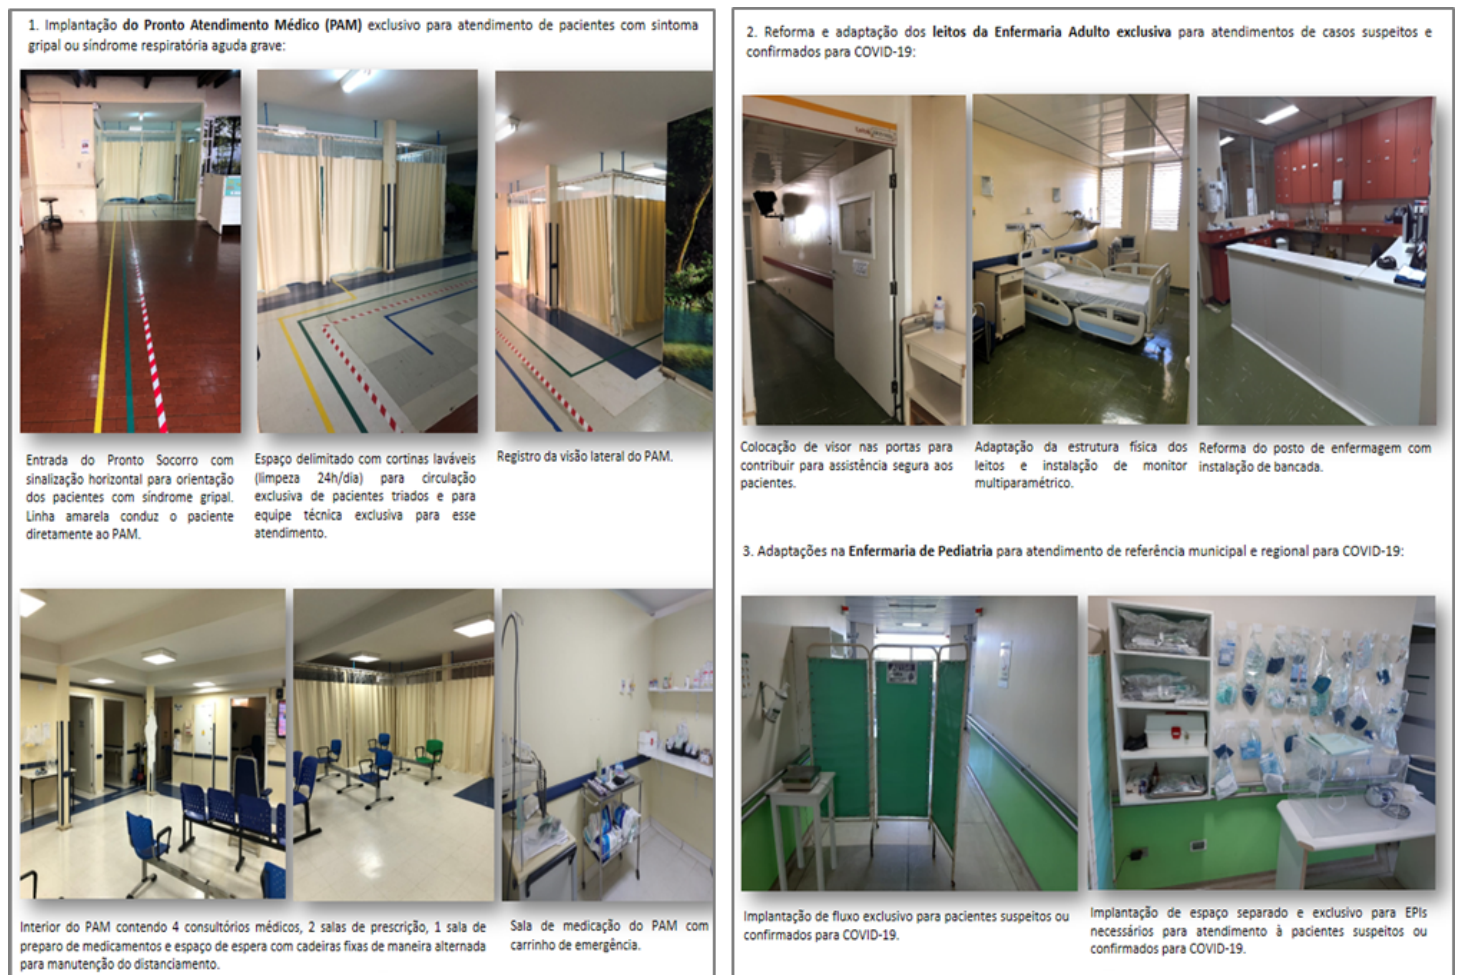 1. Implantação do Pronto Atendimento Médico (PAM) exclusivo para atendimento de pacientes com sintoma
gripal ou síndrome respiratória aguda grave:
Entrada do Pronto Socorro com
sinalização horizontal para orientação
dos pacientes com síndrome gripal.
Linha amarela conduz o paciente
diretamente ao PAM.
Espaço delimitado com cortinas laváveis
(limpeza 24h/dia) para circulação
exclusiva de pacientes triados e para
equipe técnica exclusiva para esse
atendimento.
Registro da visão lateral do PAM.
Interior do PAM contendo 4 consultórios médicos, 2 salas de prescrição, 1 sala de
preparo de medicamentos e espaço de espera com cadeiras fixas de maneira alternada
para manutenção do distanciamento.
Sala de medicação do PAM com
carrinho de emergência.
2. Reforma e adaptação dos leitos da Enfermaria Adulto exclusiva para atendimentos de casos suspeitos e
confirmados para COVID-19:
Colocação de visor nas portas para
contribuir para assistência segura aos
pacientes.
Adaptação da estrutura física dos
leitos e instalação de monitor
multiparamétrico.
Reforma do posto de enfermagem com
instalação de bancada.
3. Adaptações na Enfermaria de Pediatria para atendimento de referência municipal e regional para COVID-19:
Implantação de fluxo exclusivo para pacientes suspeitos ou
confirmados para COVID-19.
Implantação de espaço separado e exclusivo para EPIs
necessários para atendimento à pacientes suspeitos ou
confirmados para COVID-19.